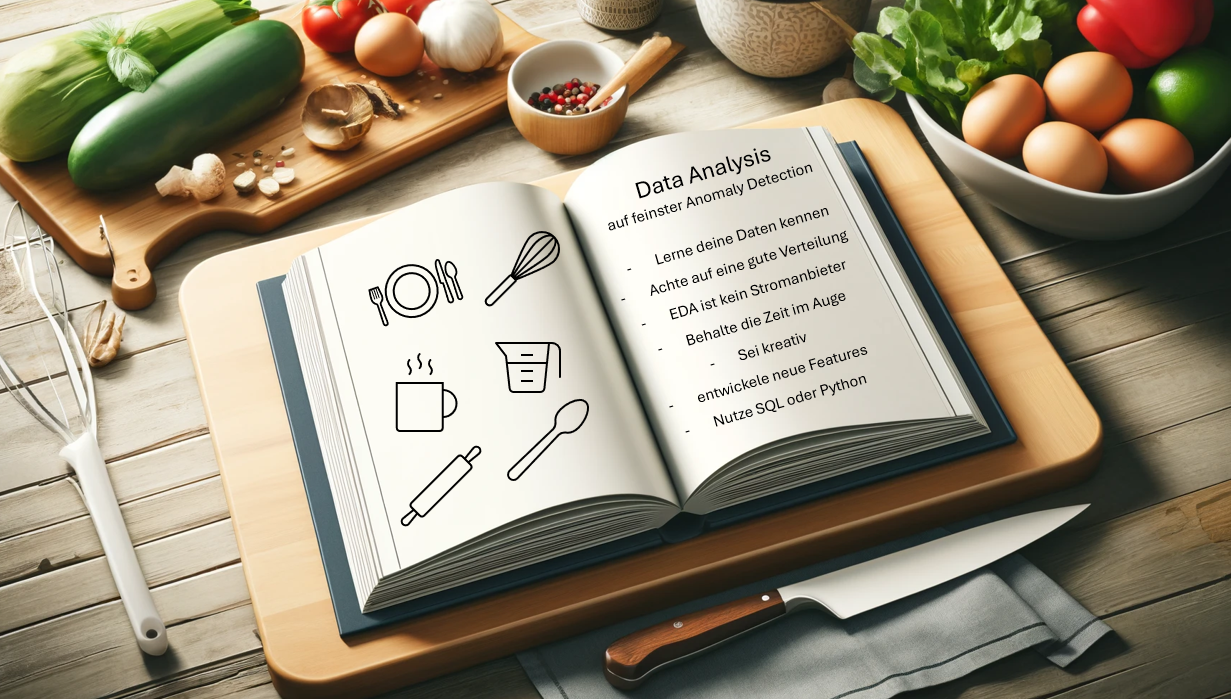 Data Analysis
auf feinster Anomaly Detection
- Lerne deine Daten kennen
- Achte auf eine gute Verteilung
- EDA ist kein Stromanbieter
- Behalte die Zeit im Auge
- Sei kreativ
- entwickele neue Features
- Nutze SQL oder Python